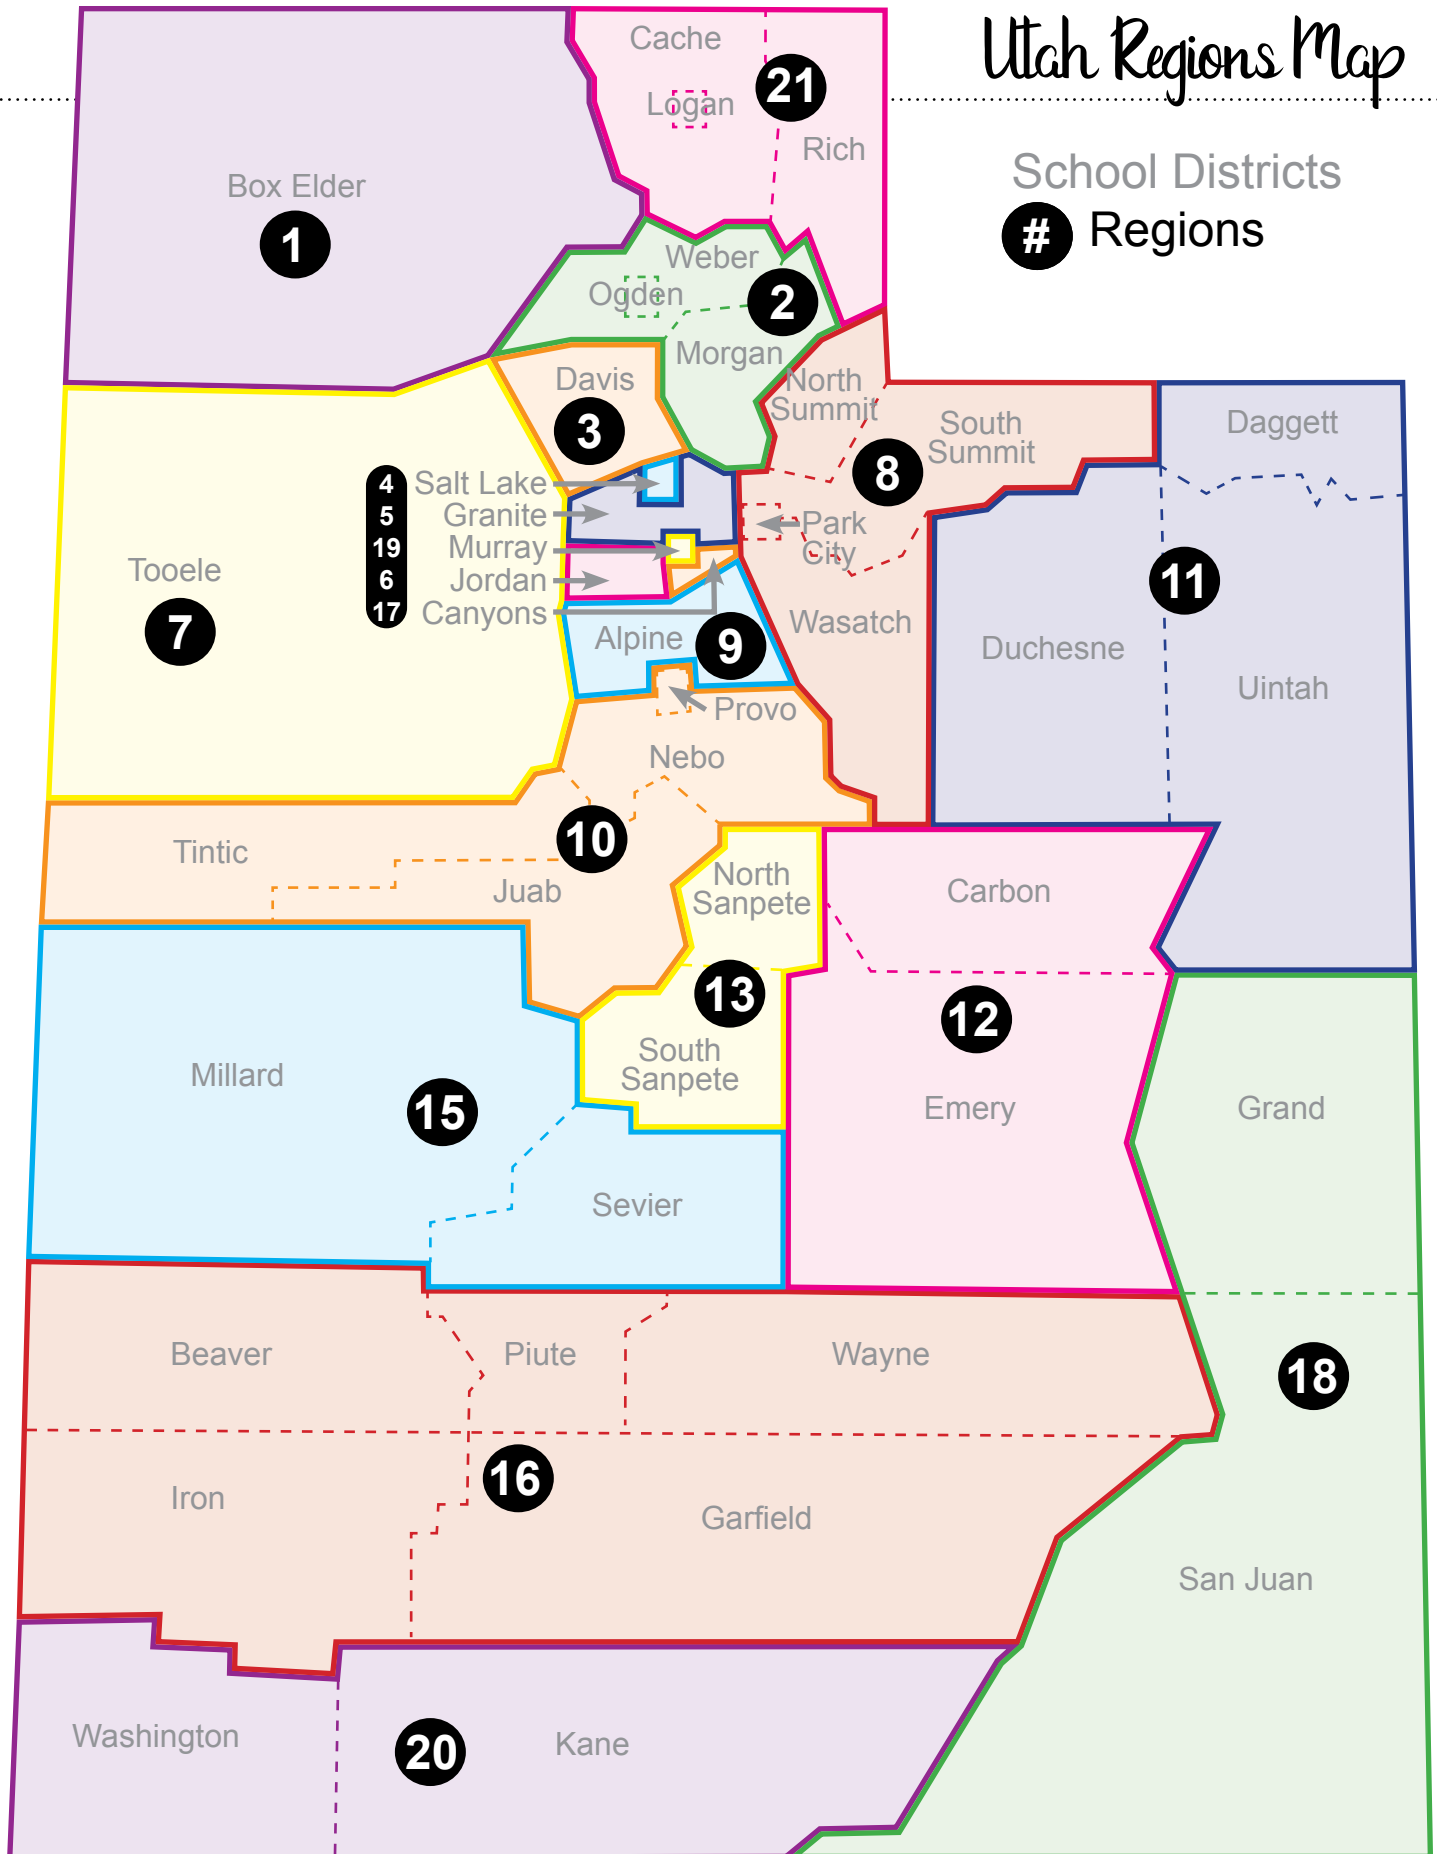 Utah Regions Map
School Districts
# Regions
Cache
21
Logan
Rich
Box Elder
1
Weber
Ogden
2
Morgan
Davis
3
North
Summit
South
Summit
8
Daggett
4 Salt Lake
5 Granite
19 Murray
6 Jordan
17 Canyons
Park
City
Tooele
7
11
Wasatch
Duchesne
Uintah
Alpine
9
Provo
Nebo
10
Tintic
Juab
North
Sanpete
Carbon
13
12
South
Sanpete
Millard
15
Emery
Grand
Sevier
Beaver
Piute
Wayne
18
16
Iron
Garfield
San Juan
Washington
20
Kane